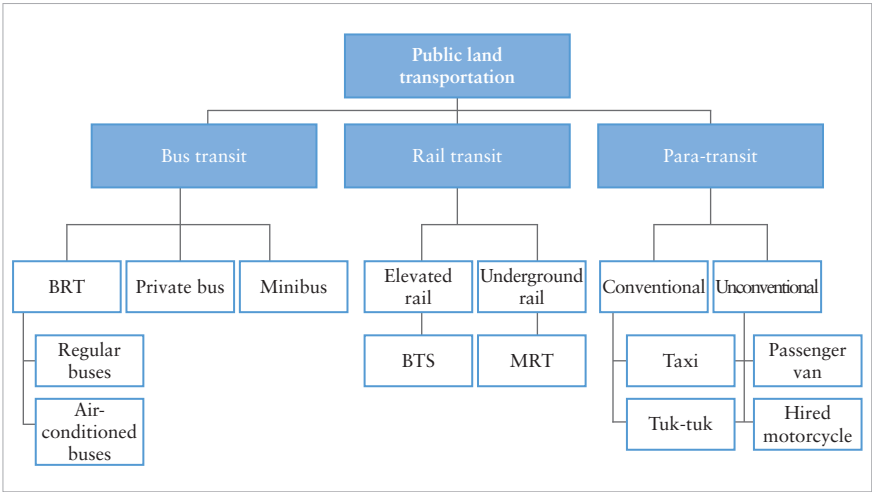 Public land
transportation
Bus transit
Rail transit
Para-transit
BRT
Private bus
Minibus
Elevated
rail
Underground
rail
Conventional
Unconventional
Regular
buses
BTS
MRT
Taxi
Passenger
van
Air-
conditioned
buses
Tuk-tuk
Hired
motorcycle